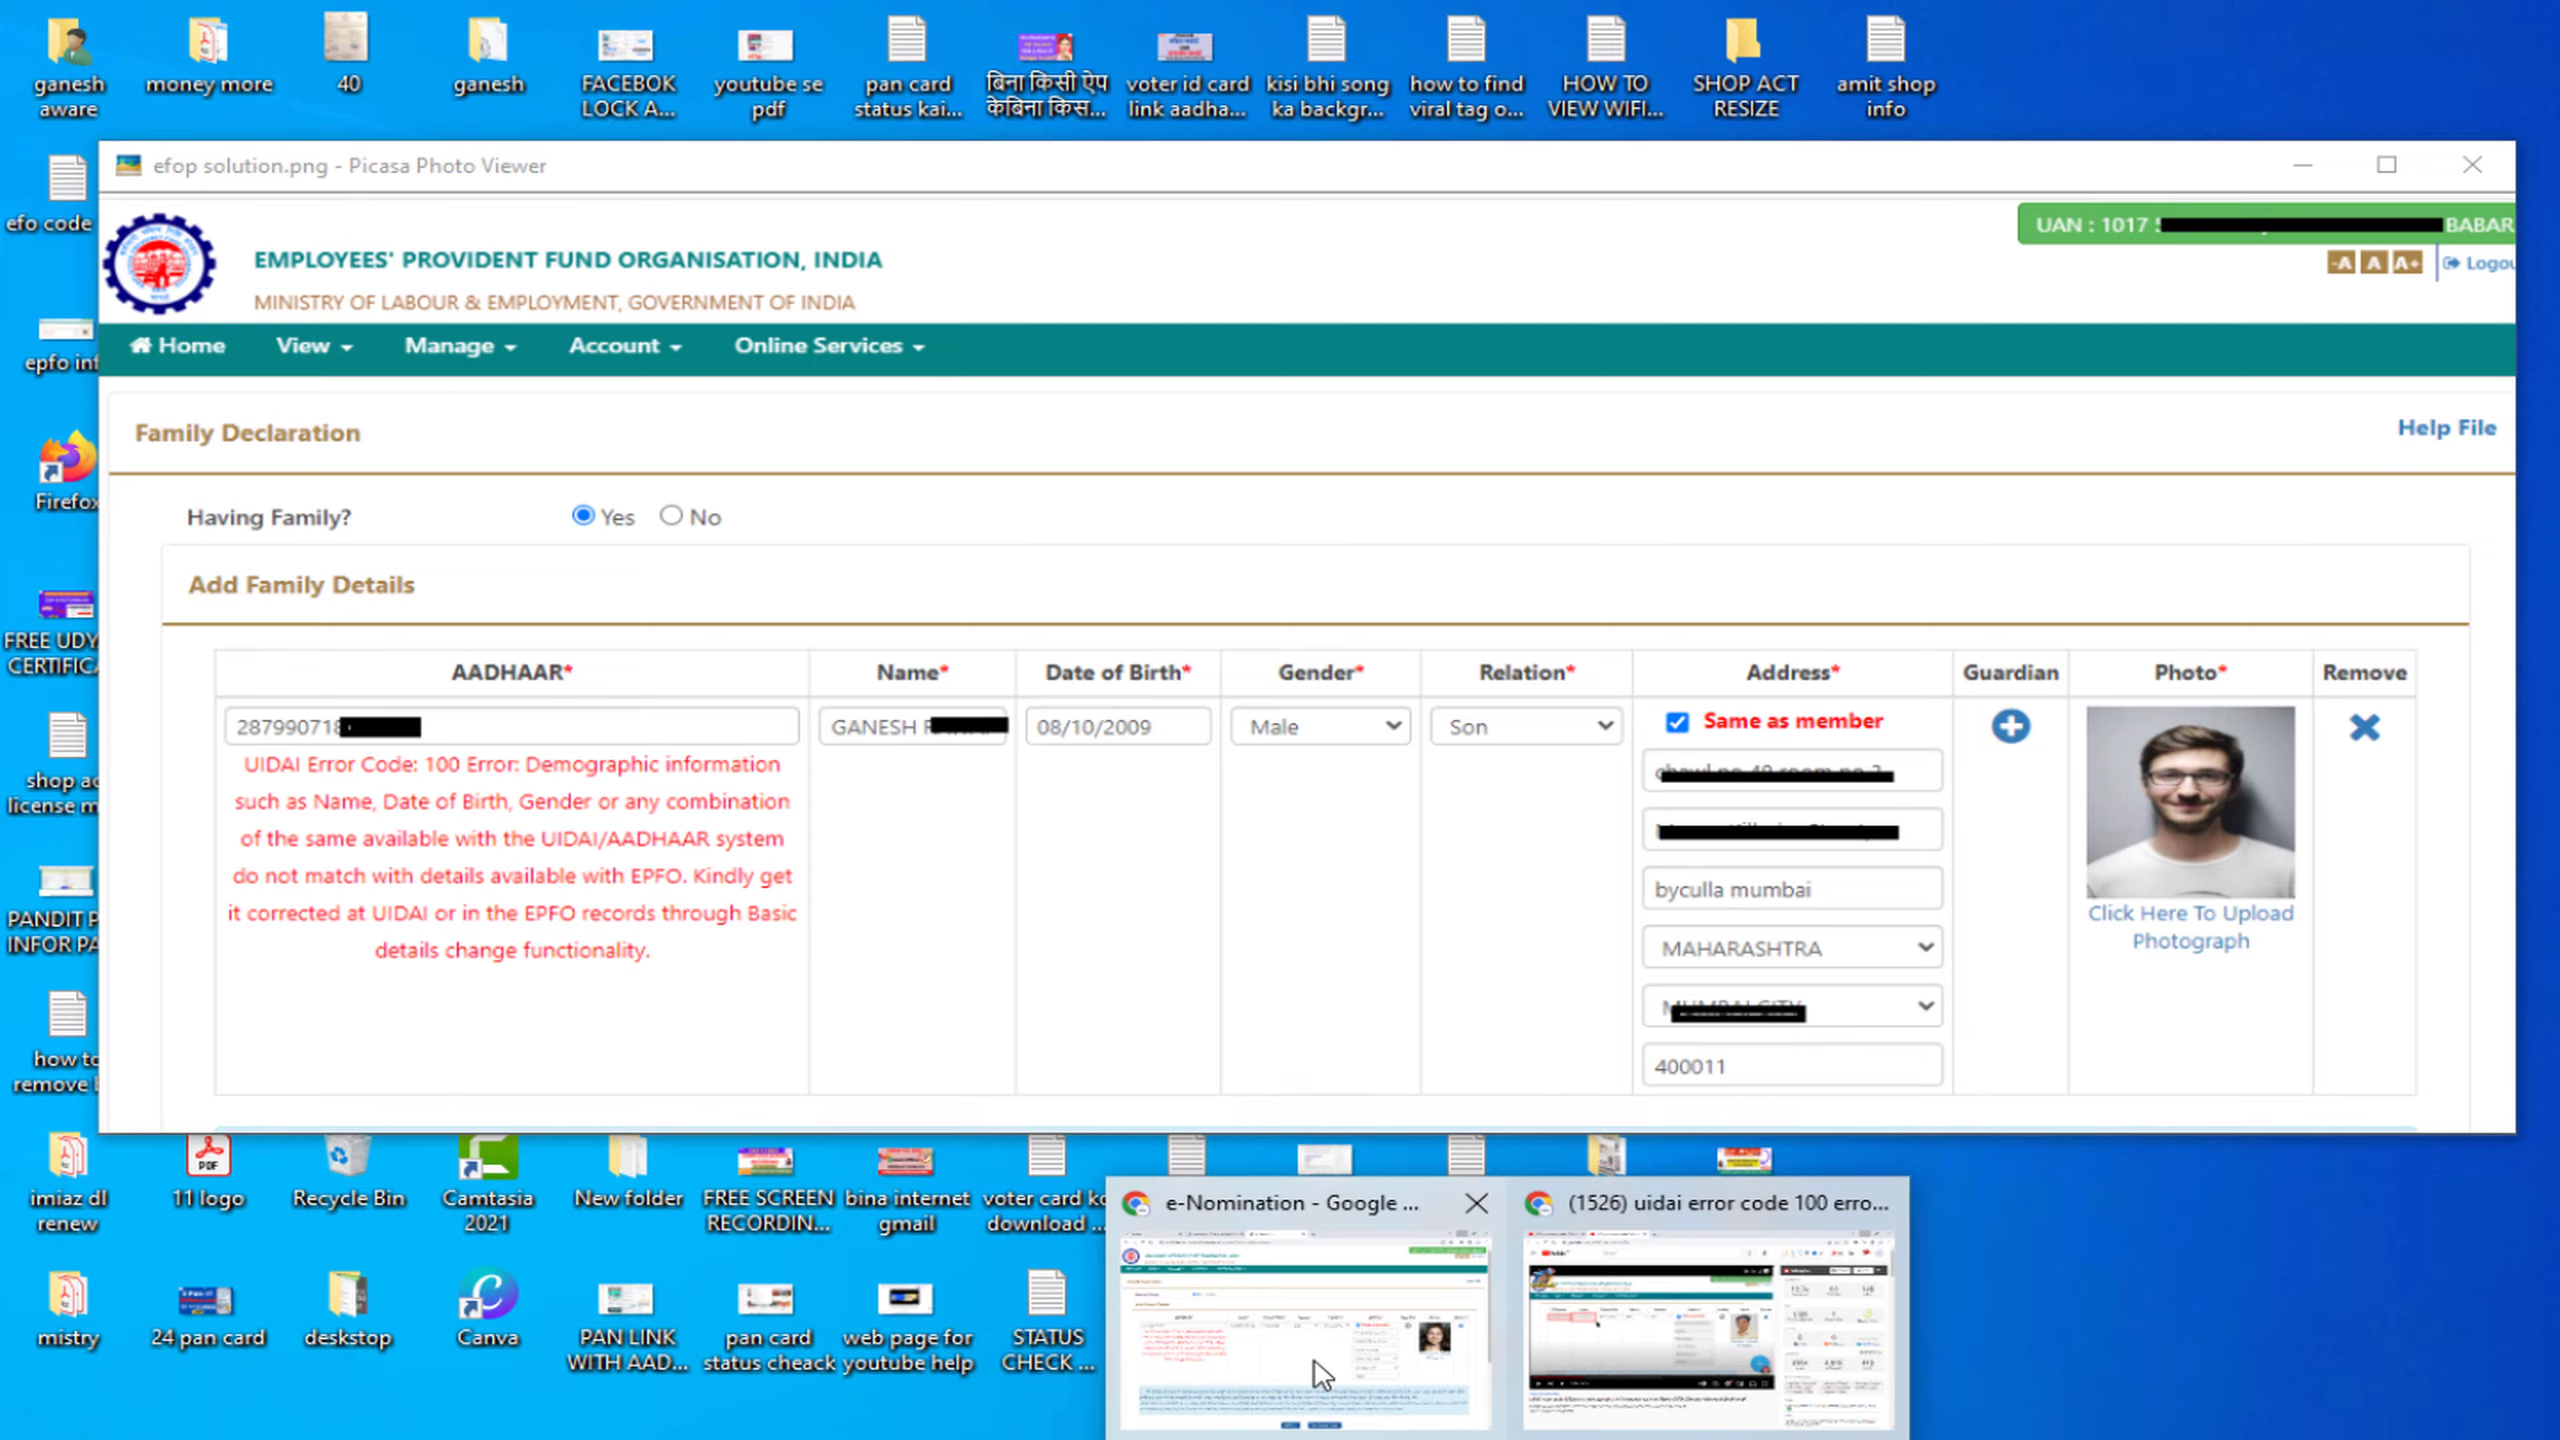 ganesh aware
money more
40
ganesh
FACEBOK LOCK A...
youtube se pdf
pan card status kai...
बिना किसी ऐप केबिना किस...
voter id card link aadha...
kisi bhi song ka backgr...
how to find viral tag o...
HOW TO VIEW WIFI...
SHOP ACT RESIZE
amit shop info
efop solution.png - Picasa Photo Viewer
efo code
epfo inf
Firefox
FREE UDY
CERTIFICA
shop ac
license m
PANDIT P
INFOR PA
how to
remove
UAN : 1017
BABAR
EMPLOYEES' PROVIDENT FUND ORGANISATION, INDIA
MINISTRY OF LABOUR & EMPLOYMENT, GOVERNMENT OF INDIA
-A A A+ Logou
Home View Manage Account Online Services
Family Declaration
Help File
Having Family? Yes No
Add Family Details
AADHAAR* Name* Date of Birth* Gender* Relation* Address* Guardian Photo* Remove
28799071 GANESH 08/10/2009 Male Son Same as member
UIDAI Error Code: 100 Error: Demographic information
such as Name, Date of Birth, Gender or any combination
of the same available with the UIDAI/AADHAAR system
do not match with details available with EPFO. Kindly get
it corrected at UIDAI or in the EPFO records through Basic
details change functionality.
byculla mumbai
MAHARASHTRA
400011
Click Here To Upload
Photograph
imiaz dl renew
PDF
11 logo
Recycle Bin
Camtasia 2021
New folder
FREE SCREEN RECORDIN...
bina internet gmail
voter card ko download ...
e-Nomination - Google ...
(1526) uidai error code 100 erro...
mistry
24 pan card
deskstop
Canva
PAN LINK WITH AAD...
pan card status cheack
web page for youtube help
STATUS CHECK ...